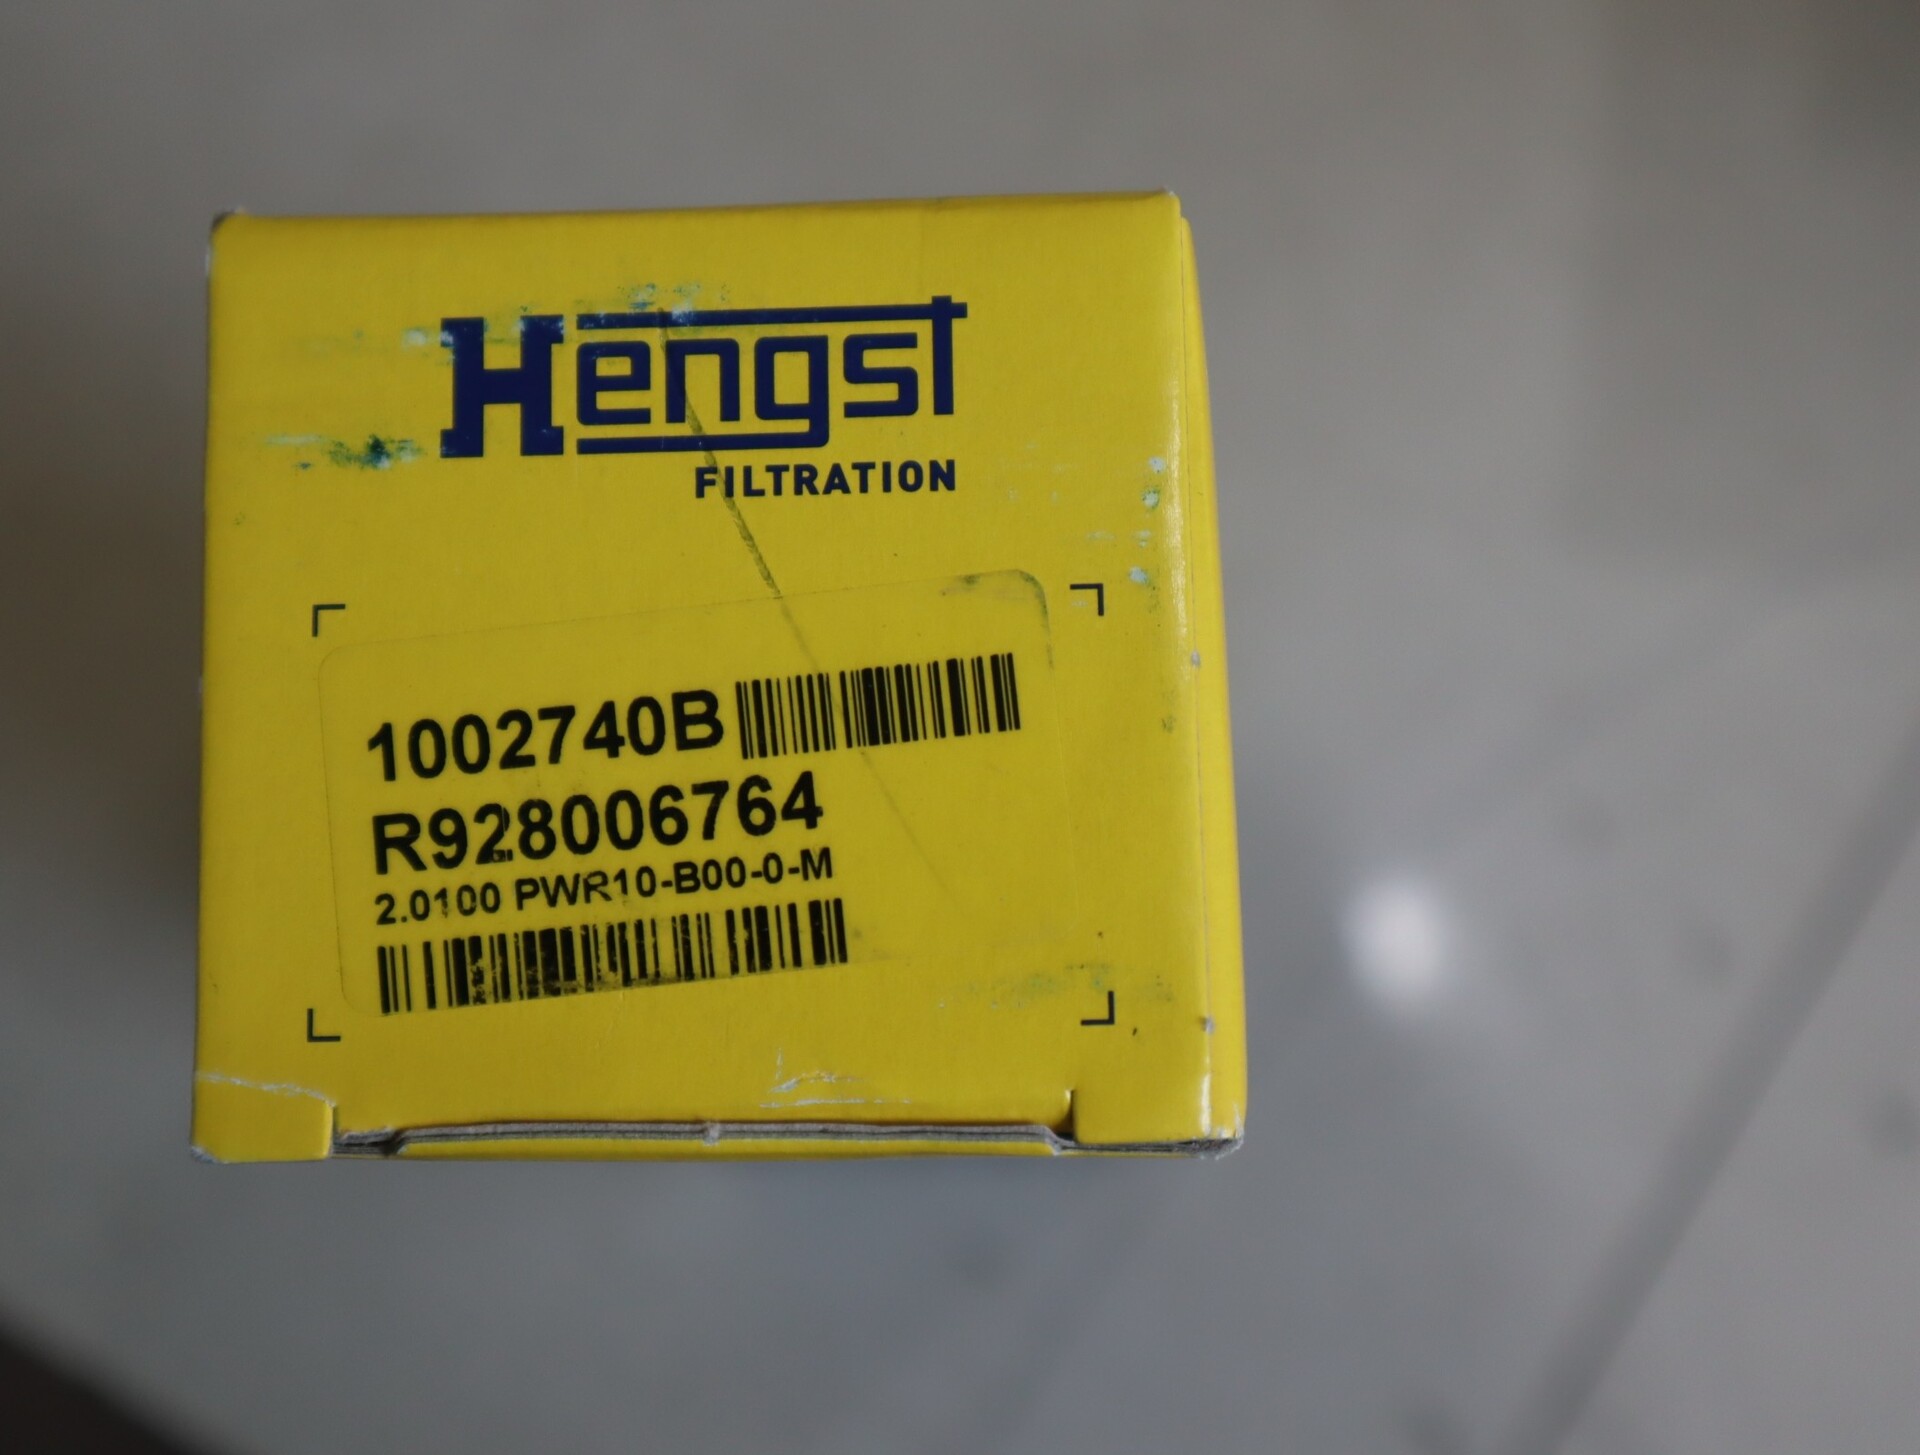 Hengst
FILTRATION
1002740B
R928006764
2.0100 PWR10-B00-0-M